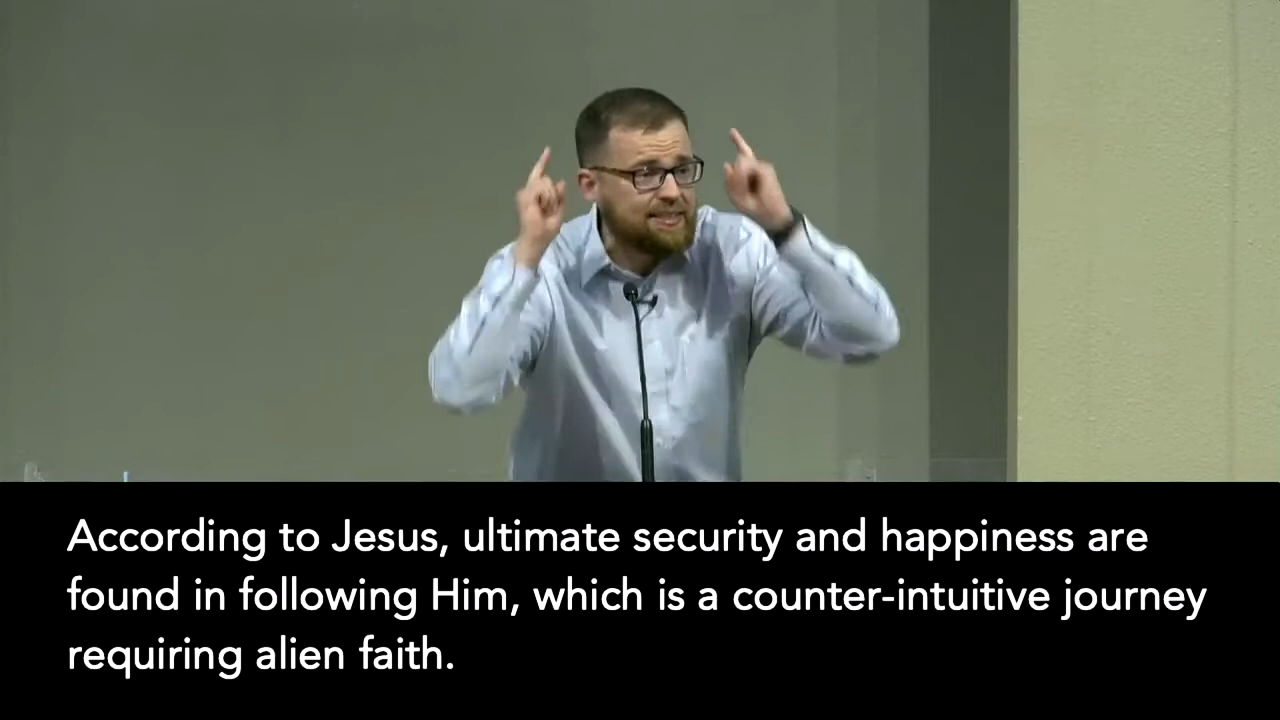 According to Jesus, ultimate security and happiness are
found in following Him, which is a counter-intuitive journey
requiring alien faith.